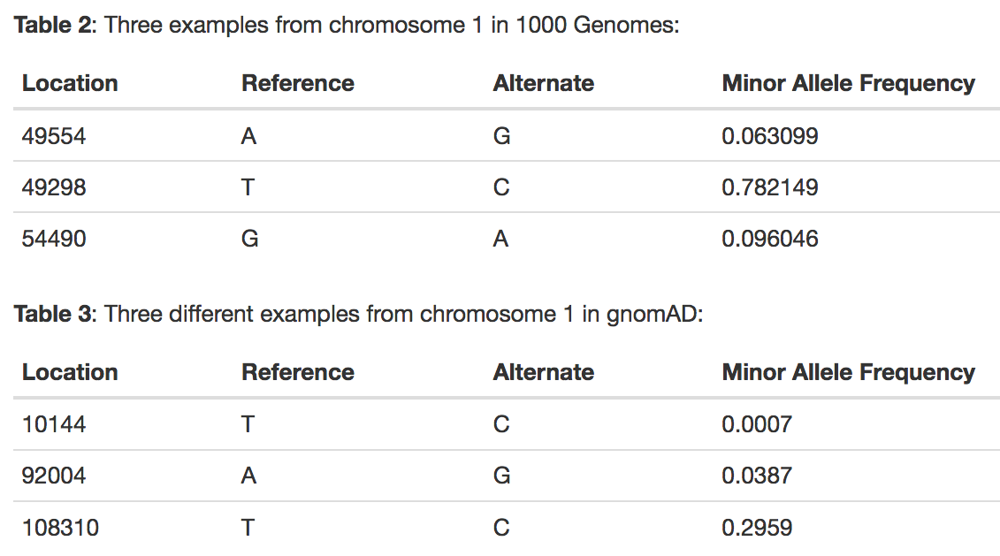 Table 2: Three examples from chromosome 1 in 1000 Genomes:
Location Reference Alternate Minor Allele Frequency
49554 A G 0.063099
49298 T C 0.782149
54490 G A 0.096046
Table 3: Three different examples from chromosome 1 in gnomAD:
Location Reference Alternate Minor Allele Frequency
10144 T C 0.0007
92004 A G 0.0387
108310 T C 0.2959